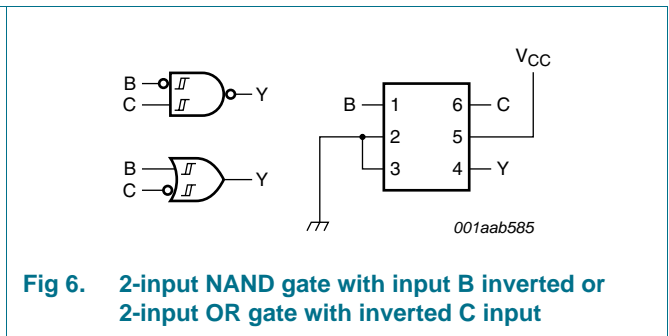 B
C
Y
B
C
Y
VCC
B 1 6 C
2 5
3 4 Y
001aab585
Fig 6. 2-input NAND gate with input B inverted or
2-input OR gate with inverted C input